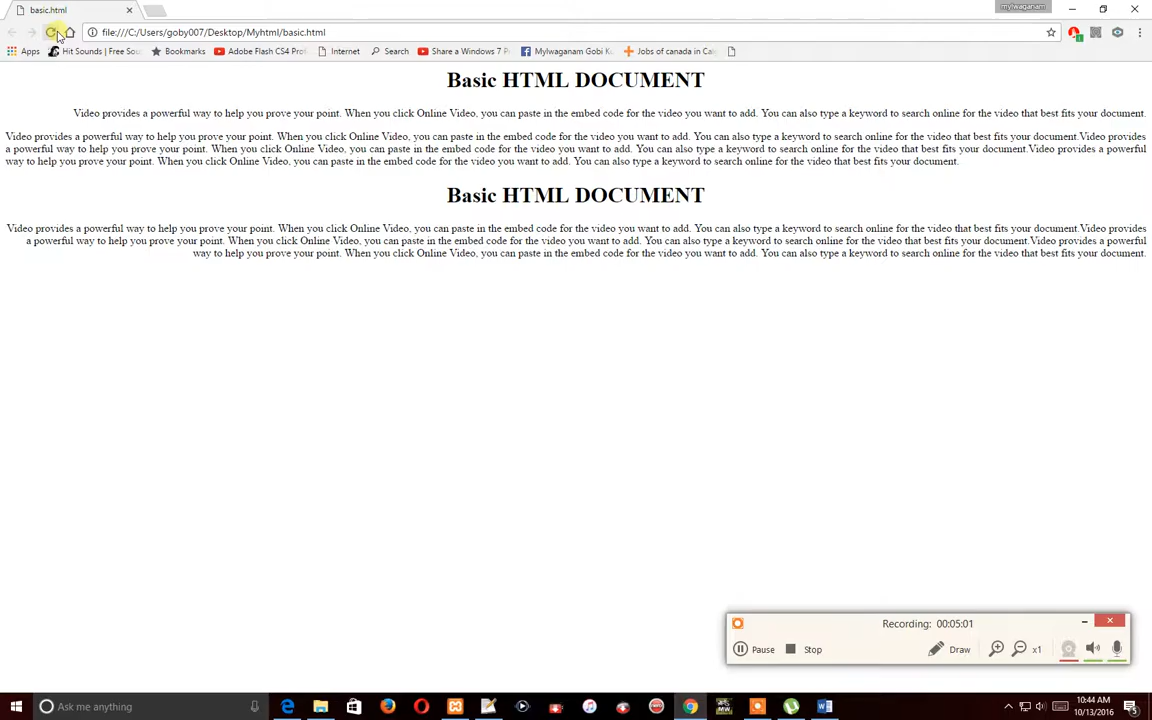 basic.html
mylwaganam
file:///C:/Users/goby007/Desktop/Myhtml/basic.html
Apps Hit Sounds | Free Sou Bookmarks Adobe Flash CS4 Prof Internet Search Share a Windows 7 P Mylwaganam Gobi K Jobs of canada in Calg
Basic HTML DOCUMENT
Video provides a powerful way to help you prove your point. When you click Online Video, you can paste in the embed code for the video you want to add. You can also type a keyword to search online for the video that best fits your document.
Video provides a powerful way to help you prove your point. When you click Online Video, you can paste in the embed code for the video you want to add. You can also type a keyword to search online for the video that best fits your document.Video provides
a powerful way to help you prove your point. When you click Online Video, you can paste in the embed code for the video you want to add. You can also type a keyword to search online for the video that best fits your document.Video provides a powerful
way to help you prove your point. When you click Online Video, you can paste in the embed code for the video you want to add. You can also type a keyword to search online for the video that best fits your document.
Basic HTML DOCUMENT
Video provides a powerful way to help you prove your point. When you click Online Video, you can paste in the embed code for the video you want to add. You can also type a keyword to search online for the video that best fits your document.Video provides
a powerful way to help you prove your point. When you click Online Video, you can paste in the embed code for the video you want to add. You can also type a keyword to search online for the video that best fits your document.Video provides a powerful
way to help you prove your point. When you click Online Video, you can paste in the embed code for the video you want to add. You can also type a keyword to search online for the video that best fits your document.
Recording: 00:05:01
Pause Stop Draw x1
Ask me anything
10:44 AM
10/13/2016